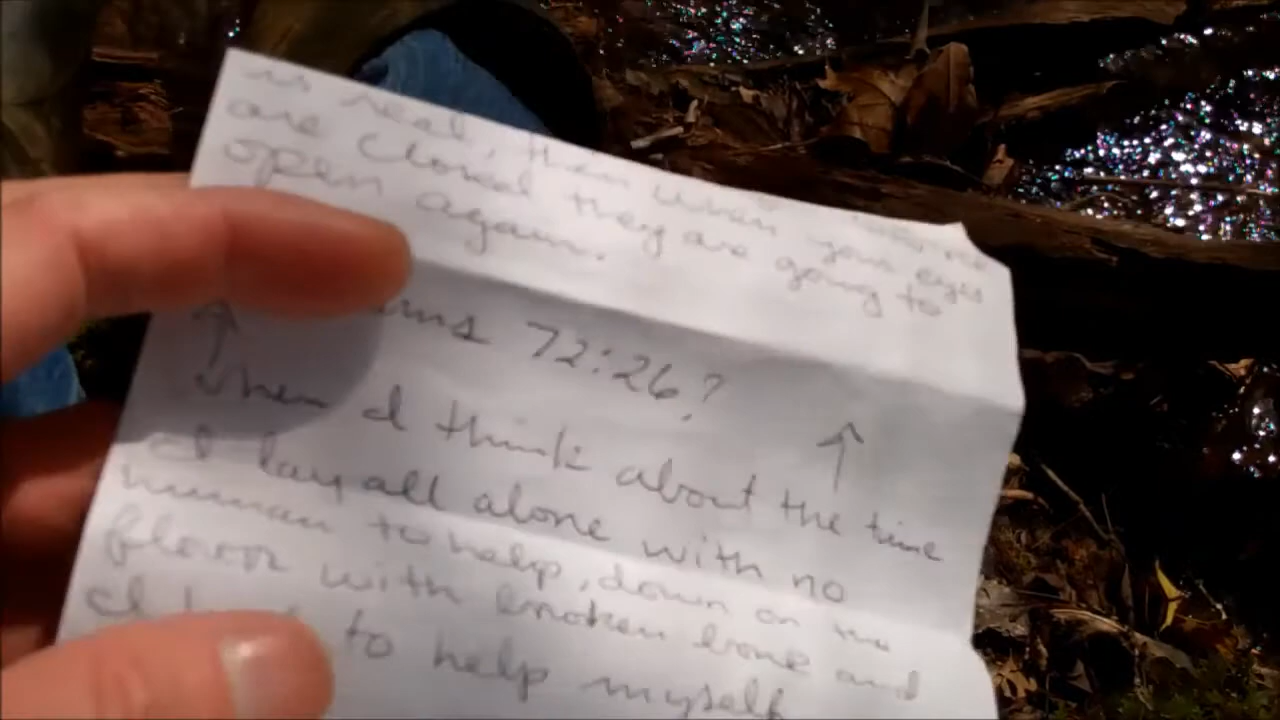 is real, then when your eyes
are closed they are going to
open again.
72:26?
when I think about the time
I lay all alone with no
human to help, down on the
floor with broken bone and
I to help myself